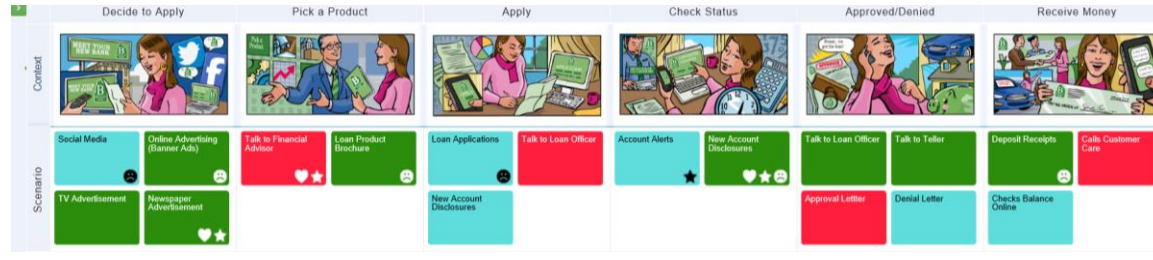 Decide to Apply
Pick a Product
Apply
Check Status
Approved/Denied
Receive Money
Context
MEET YOUR
NEW BANK
Pick a
Product
Scenario
Social Media
Online Advertising
(Banner Ads)
Talk to Financial
Advisor
Loan Product
Brochure
Loan Applications
Talk to Loan Officer
Account Alerts
New Account
Disclosures
Talk to Loan Officer
Talk to Teller
Deposit Receipts
Calls Customer
Care
TV Advertisement
Newspaper
Advertisement
New Account
Disclosures
Approval Lettter
Denial Letter
Checks Balance
Online